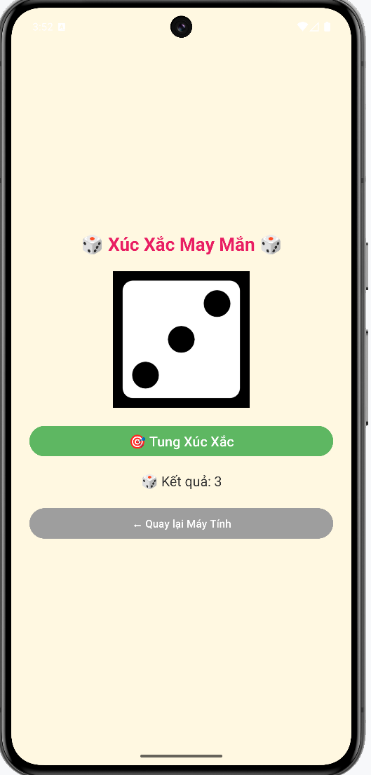 🎲 Xúc Xắc May Mắn 🎲
🎯 Tung Xúc Xắc
🎲 Kết quả: 3
← Quay lại Máy Tính